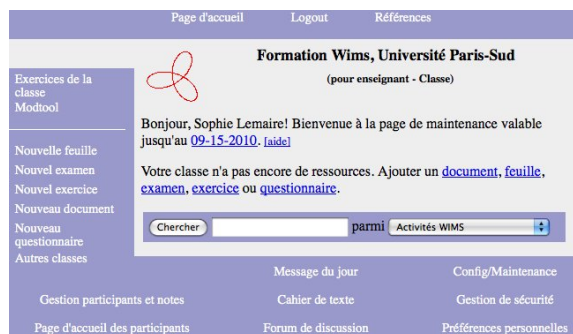 Page d'accueil Logout Références
Formation Wims, Université Paris-Sud
(pour enseignant - Classe)
Exercices de la
classe
Modtool
Nouvelle feuille
Nouvel examen
Nouvel exercice
Nouveau document
Nouveau
questionnaire
Autres classes
Bonjour, Sophie Lemaire! Bienvenue à la page de maintenance valable
jusqu'au 09-15-2010. [aide]
Votre classe n'a pas encore de ressources. Ajouter un document, feuille,
examen, exercice ou questionnaire.
Chercher parmi Activités WIMS
Message du jour Config/Maintenance
Gestion participants et notes Cahier de texte Gestion de sécurité
Page d'accueil des participants Forum de discussion Préférences personnelles